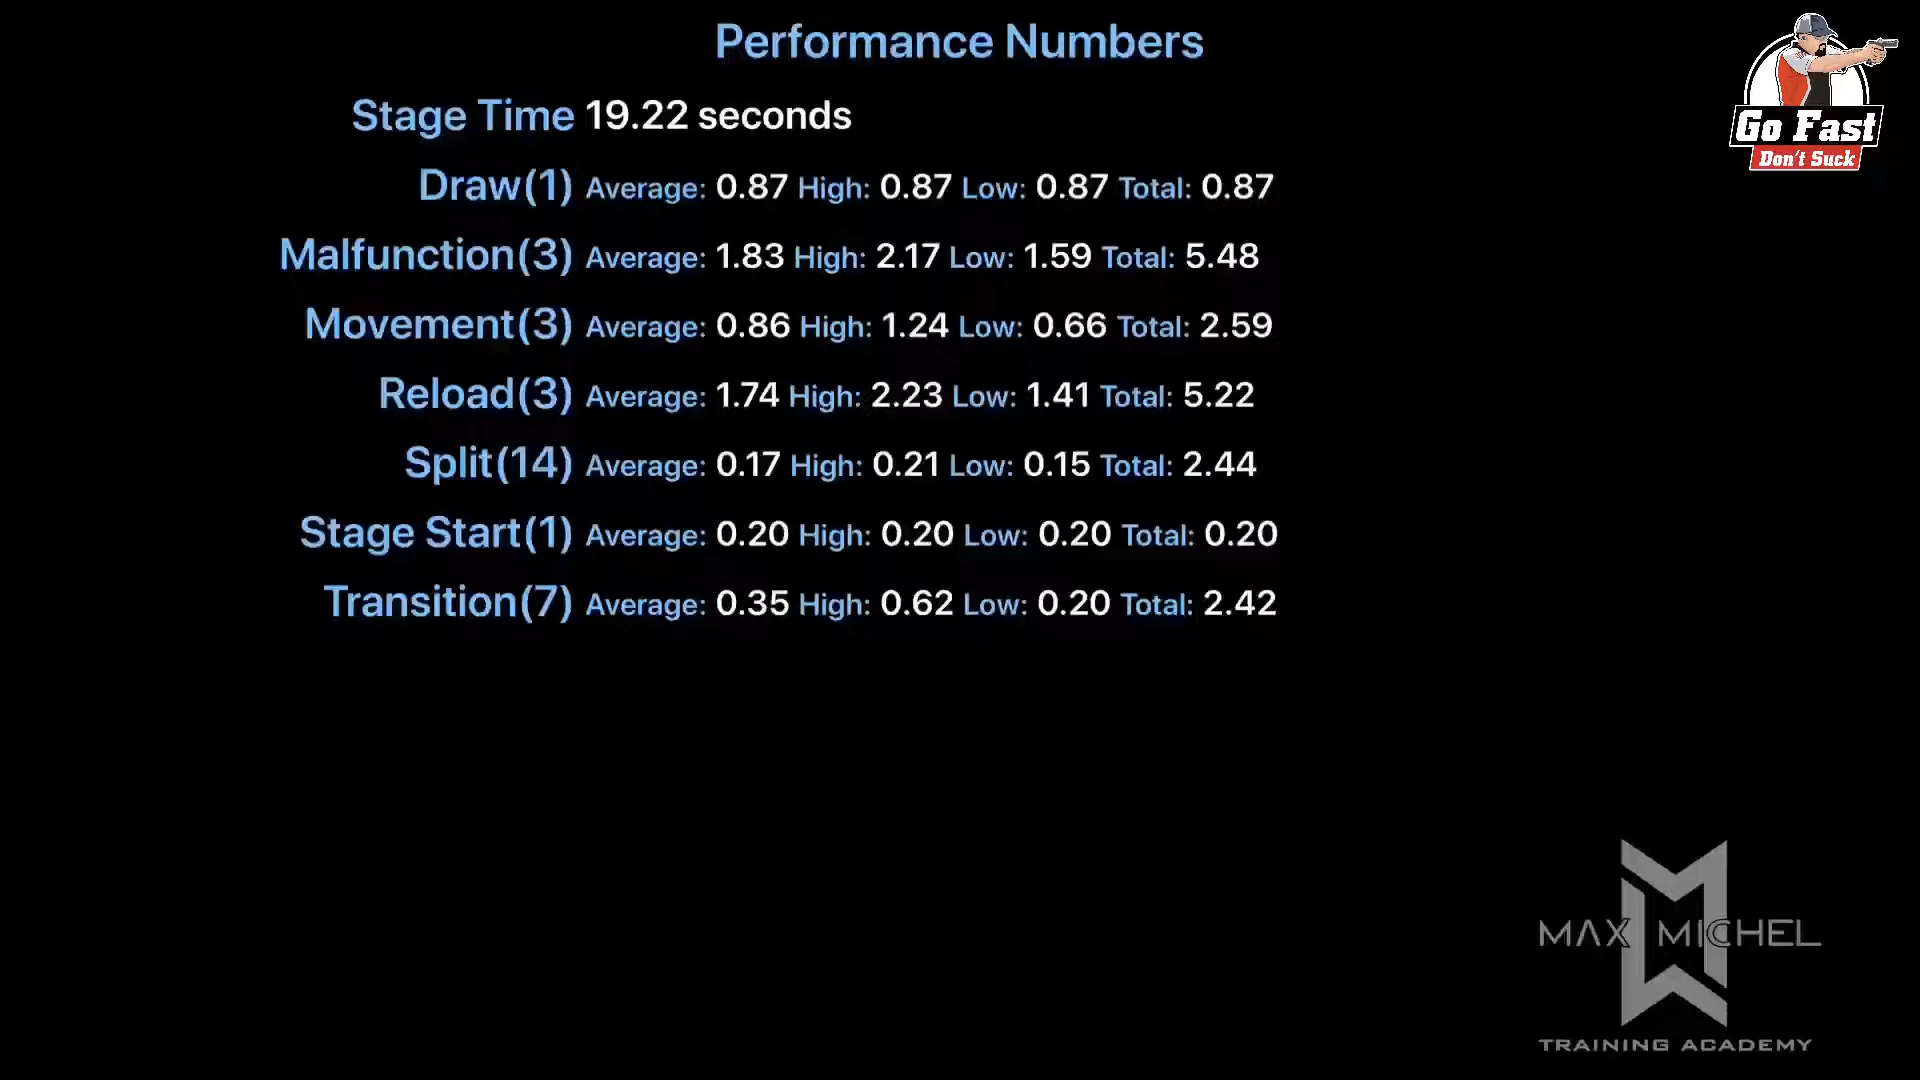 Performance Numbers
Stage Time 19.22 seconds
Draw(1) Average: 0.87 High: 0.87 Low: 0.87 Total: 0.87
Malfunction(3) Average: 1.83 High: 2.17 Low: 1.59 Total: 5.48
Movement(3) Average: 0.86 High: 1.24 Low: 0.66 Total: 2.59
Reload(3) Average: 1.74 High: 2.23 Low: 1.41 Total: 5.22
Split(14) Average: 0.17 High: 0.21 Low: 0.15 Total: 2.44
Stage Start(1) Average: 0.20 High: 0.20 Low: 0.20 Total: 0.20
Transition(7) Average: 0.35 High: 0.62 Low: 0.20 Total: 2.42
Go Fast
Don't Suck
MAX MICHEL
TRAINING ACADEMY